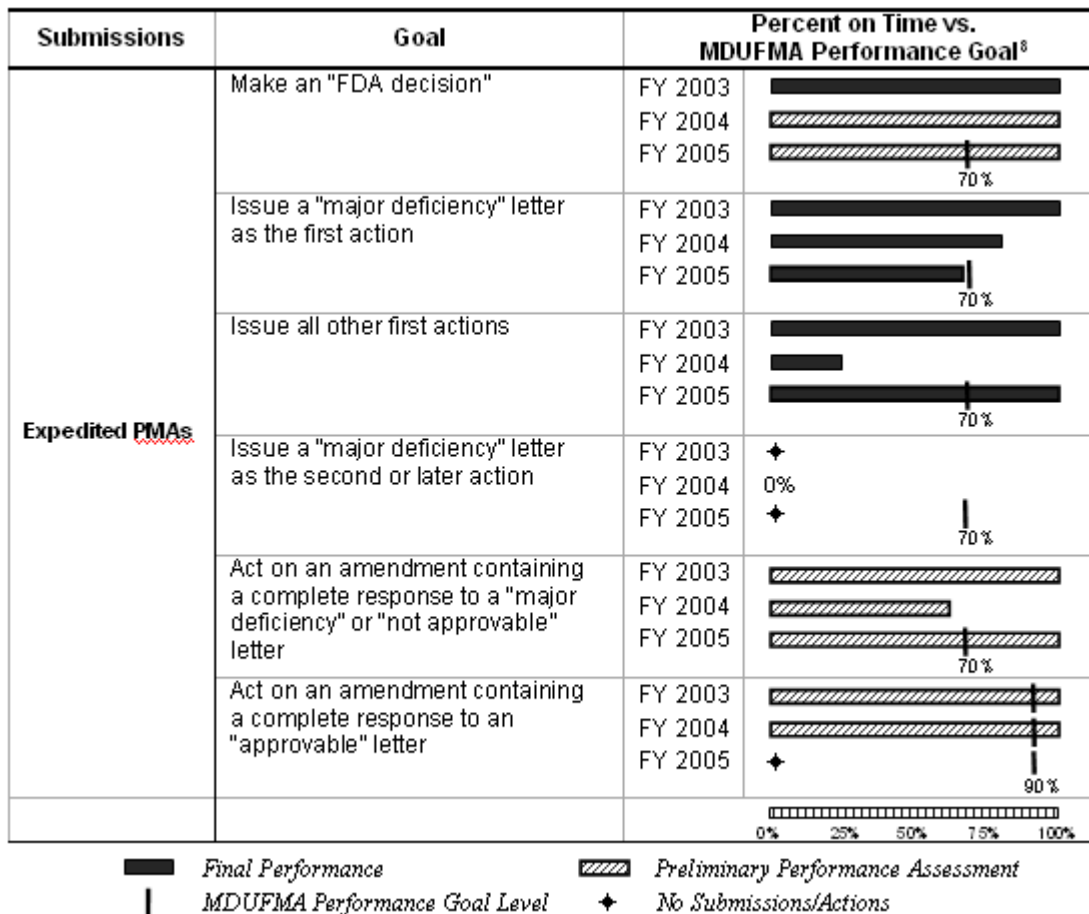 Submissions
Goal
Percent on Time vs.
MDUFMA Performance Goal⁸
Expedited PMAs
Make an "FDA decision"
FY 2003
FY 2004
FY 2005
70%
Issue a "major deficiency" letter
as the first action
FY 2003
FY 2004
FY 2005
70%
Issue all other first actions
FY 2003
FY 2004
FY 2005
70%
Issue a "major deficiency" letter
as the second or later action
FY 2003
FY 2004 0%
FY 2005
70%
Act on an amendment containing
a complete response to a "major
deficiency" or "not approvable"
letter
FY 2003
FY 2004
FY 2005
70%
Act on an amendment containing
a complete response to an
"approvable" letter
FY 2003
FY 2004
FY 2005
90%
0% 25% 50% 75% 100%
Final Performance
Preliminary Performance Assessment
MDUFMA Performance Goal Level
No Submissions/Actions